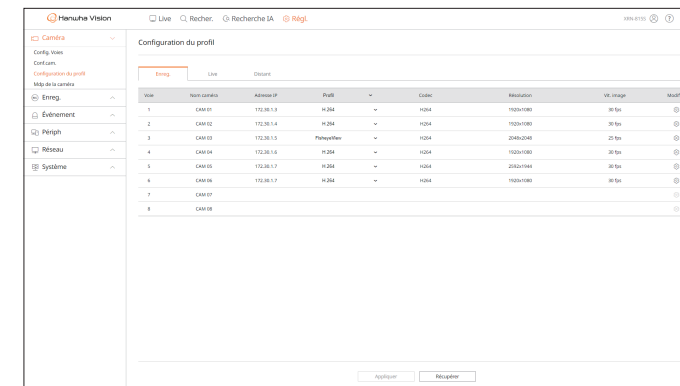 Hanwha Vision
Live Recher. Recherche IA Régl.
XRN-815S
Caméra
Config. Voies
Conf.cam.
Configuration du profil
Mdp de la caméra
Enreg.
Événement
Périph
Réseau
Système
Configuration du profil
Enreg. Live Distant
Voie Nom caméra Adresse IP Profil Codec Résolution Vit. image Modif
1 CAM 01 172.30.1.3 H.264 H264 1920x1080 30 fps
2 CAM 02 172.30.1.4 H.264 H264 1920x1080 30 fps
3 CAM 03 172.30.1.5 FisheyeView H264 2048x2048 25 fps
4 CAM 04 172.30.1.6 H.264 H264 1920x1080 30 fps
5 CAM 05 172.30.1.7 H.264 H264 2592x1944 30 fps
6 CAM 06 172.30.1.7 H.264 H264 1920x1080 30 fps
7 CAM 07
8 CAM 08
Appliquer Récupérer